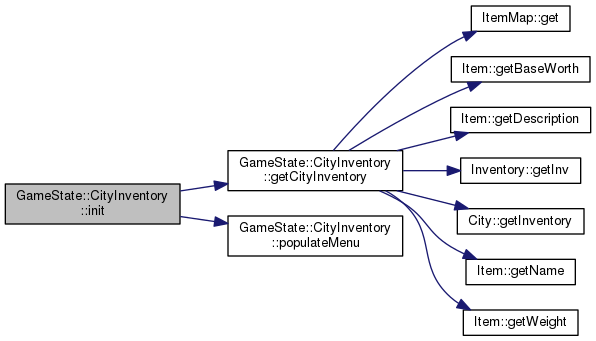 GameState::CityInventory
::init
GameState::CityInventory
::getCityInventory
GameState::CityInventory
::populateMenu
ItemMap::get
Item::getBaseWorth
Item::getDescription
Inventory::getInv
City::getInventory
Item::getName
Item::getWeight